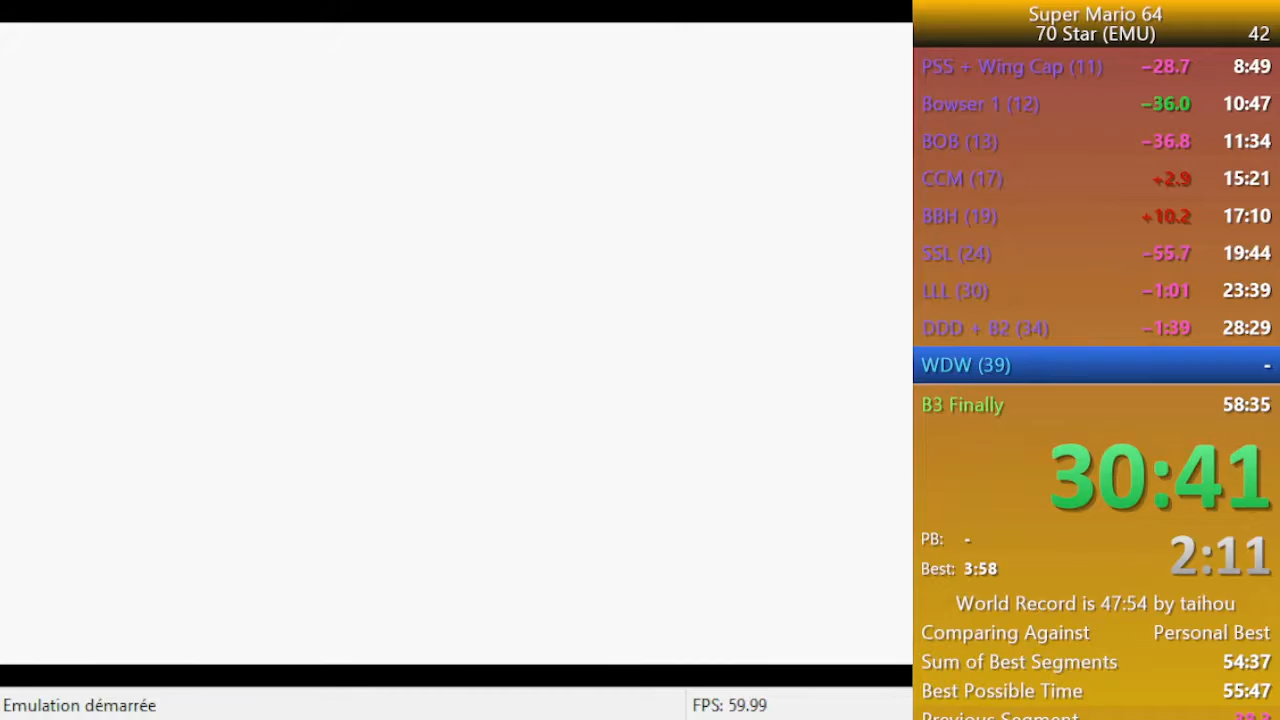 Super Mario 64
70 Star (EMU) 42
PSS + Wing Cap (11) −28.7 8:49
Bowser 1 (12) −36.0 10:47
BOB (13) −36.8 11:34
CCM (17) +2.9 15:21
BBH (19) +10.2 17:10
SSL (24) −55.7 19:44
LLL (30) −1:01 23:39
DDD + B2 (34) −1:39 28:29
WDW (39) -
B3 Finally 58:35
30:41
PB: -
2:11
Best: 3:58
World Record is 47:54 by taihou
Comparing Against Personal Best
Sum of Best Segments 54:37
Best Possible Time 55:47
Previous Segment
Emulation démarrée FPS: 59.99